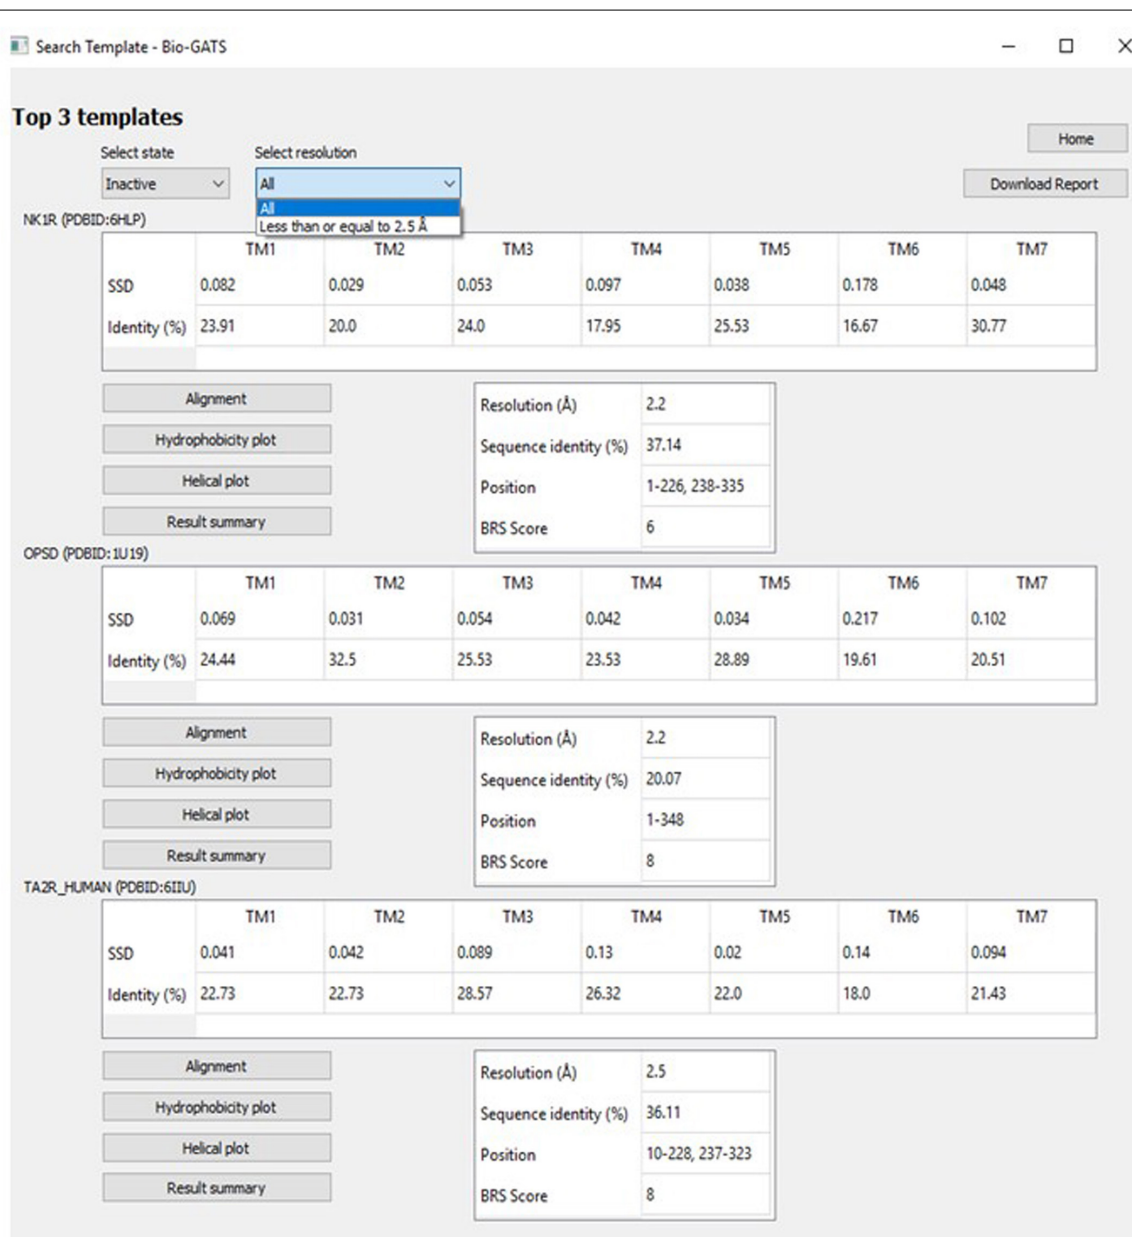 Search Template - Bio-GATS
Top 3 templates
Home
Select state Select resolution
Inactive All Download Report
All
NK1R (PDBID:6HLP)
Less than or equal to 2.5 Å
TM1 TM2 TM3 TM4 TM5 TM6 TM7
SSD 0.082 0.029 0.053 0.097 0.038 0.178 0.048
Identity (%) 23.91 20.0 24.0 17.95 25.53 16.67 30.77
Alignment Resolution (Å) 2.2
Hydrophobicity plot Sequence identity (%) 37.14
Helical plot Position 1-226, 238-335
Result summary BRS Score 6
OPSD (PDBID:1U19)
TM1 TM2 TM3 TM4 TM5 TM6 TM7
SSD 0.069 0.031 0.054 0.042 0.034 0.217 0.102
Identity (%) 24.44 32.5 25.53 23.53 28.89 19.61 20.51
Alignment Resolution (Å) 2.2
Hydrophobicity plot Sequence identity (%) 20.07
Helical plot Position 1-348
Result summary BRS Score 8
TA2R_HUMAN (PDBID:6IIU)
TM1 TM2 TM3 TM4 TM5 TM6 TM7
SSD 0.041 0.042 0.089 0.13 0.02 0.14 0.094
Identity (%) 22.73 22.73 28.57 26.32 22.0 18.0 21.43
Alignment Resolution (Å) 2.5
Hydrophobicity plot Sequence identity (%) 36.11
Helical plot Position 10-228, 237-323
Result summary BRS Score 8